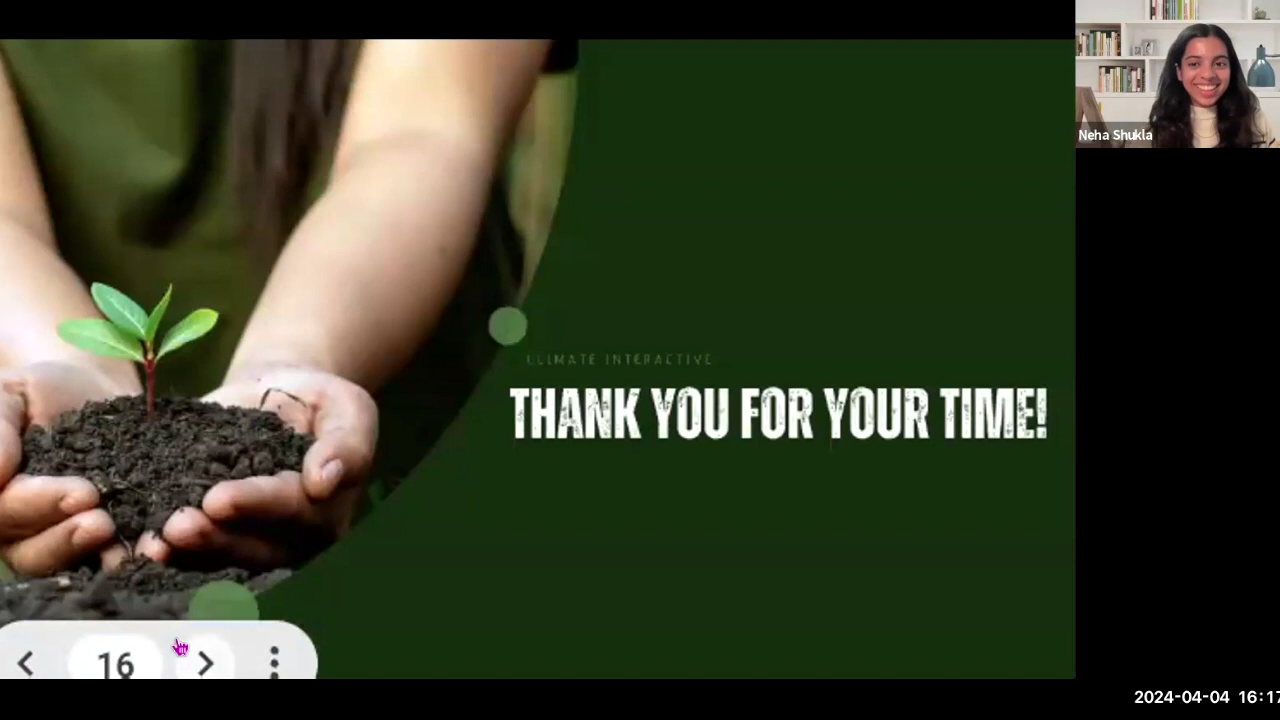 Neha Shukla
CLIMATE INTERACTIVE
THANK YOU FOR YOUR TIME!
16
2024-04-04 16:17